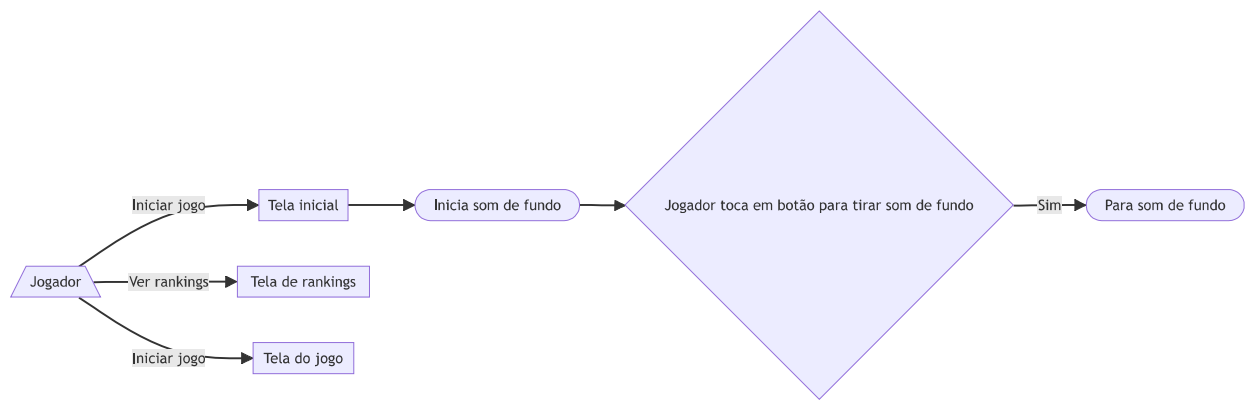 Iniciar jogo
Tela inicial
Inicia som de fundo
Jogador toca em botão para tirar som de fundo
Sim
Para som de fundo
Jogador
Ver rankings
Tela de rankings
Iniciar jogo
Tela do jogo